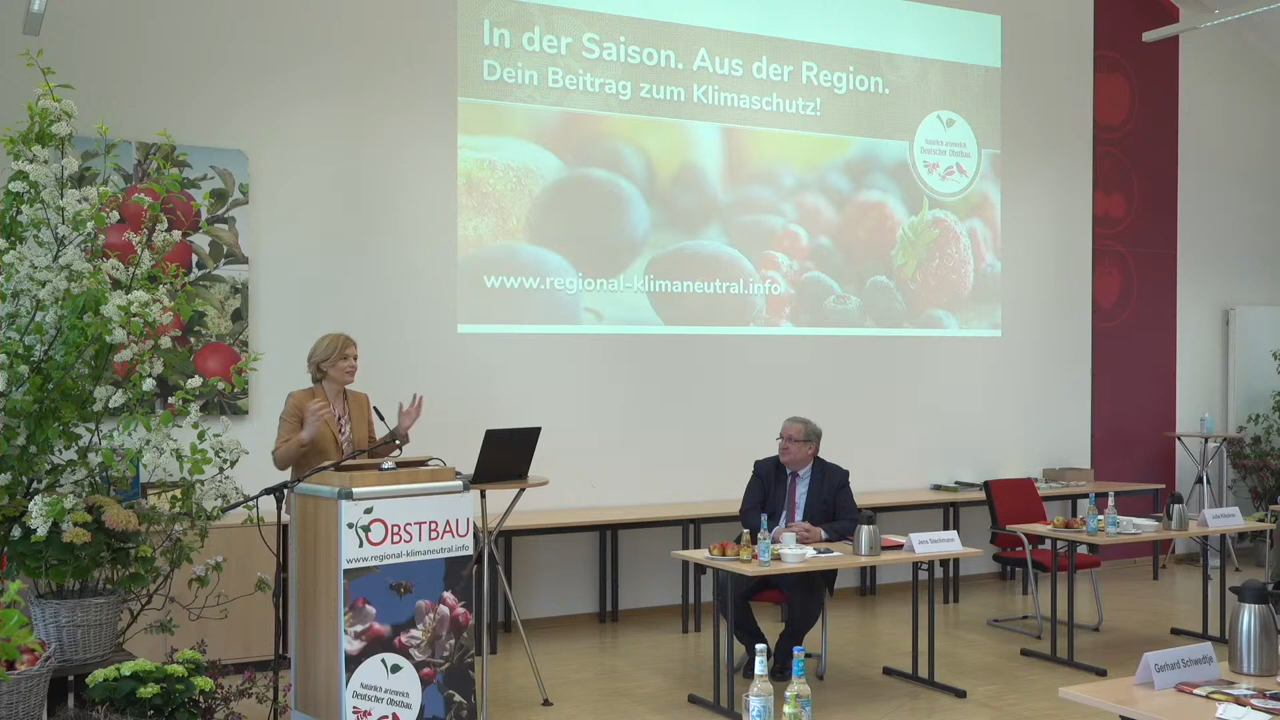 In der Saison. Aus der Region.
Dein Beitrag zum Klimaschutz!
Natürlich artenreich.
Deutscher Obstbau.
www.regional-klimaneutral.info
OBSTBAU
www.regional-klimaneutral.info
Natürlich artenreich.
Deutscher Obstbau.
Jens Stechmann
Julia Klöckner
Gerhard Schwedtje